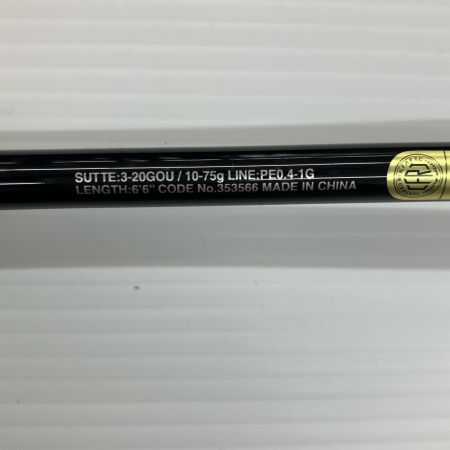 SUTTE:3-20GOU / 10-75g LINE:PE0.4-1G
LENGTH:6'6" CODE No.353566 MADE IN CHINA